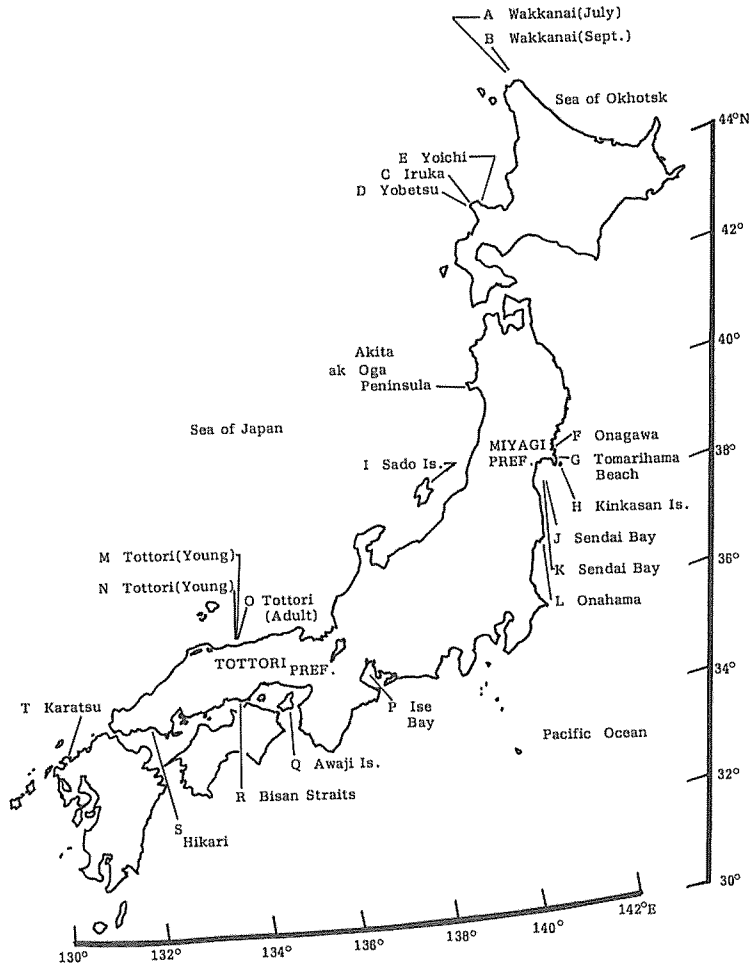 A Wakkanai(July)
B Wakkanai(Sept.)
Sea of Okhotsk
44°N
E Yoichi
C Iruka
D Yobetsu
42°
40°
Akita
ak Oga
Peninsula
Sea of Japan
38°
MIYAGI
PREF.
F Onagawa
G Tomarihama
Beach
I Sado Is.
H Kinkasan Is.
J Sendai Bay
K Sendai Bay
L Onahama
36°
M Tottori(Young)
N Tottori(Young)
O Tottori
(Adult)
TOTTORI PREF.
34°
T Karatsu
P Ise
Bay
Pacific Ocean
Q Awaji Is.
32°
R Bisan Straits
S
Hikari
30°
130°
132°
134°
136°
138°
140°
142°E